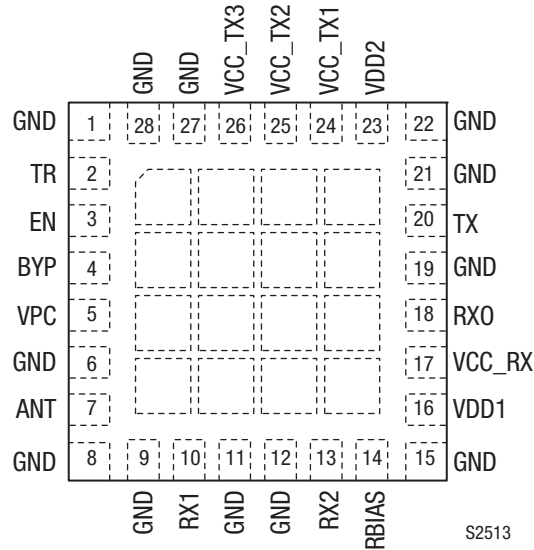 GND
GND
VCC_TX3
VCC_TX2
VCC_TX1
VDD2
GND 1 28 27 26 25 24 23 22 GND
TR 2 21 GND
EN 3 20 TX
BYP 4 19 GND
VPC 5 18 RXO
GND 6 17 VCC_RX
ANT 7 16 VDD1
GND 8 9 10 11 12 13 14 15 GND
GND
RX1
GND
GND
RX2
RBIAS
S2513